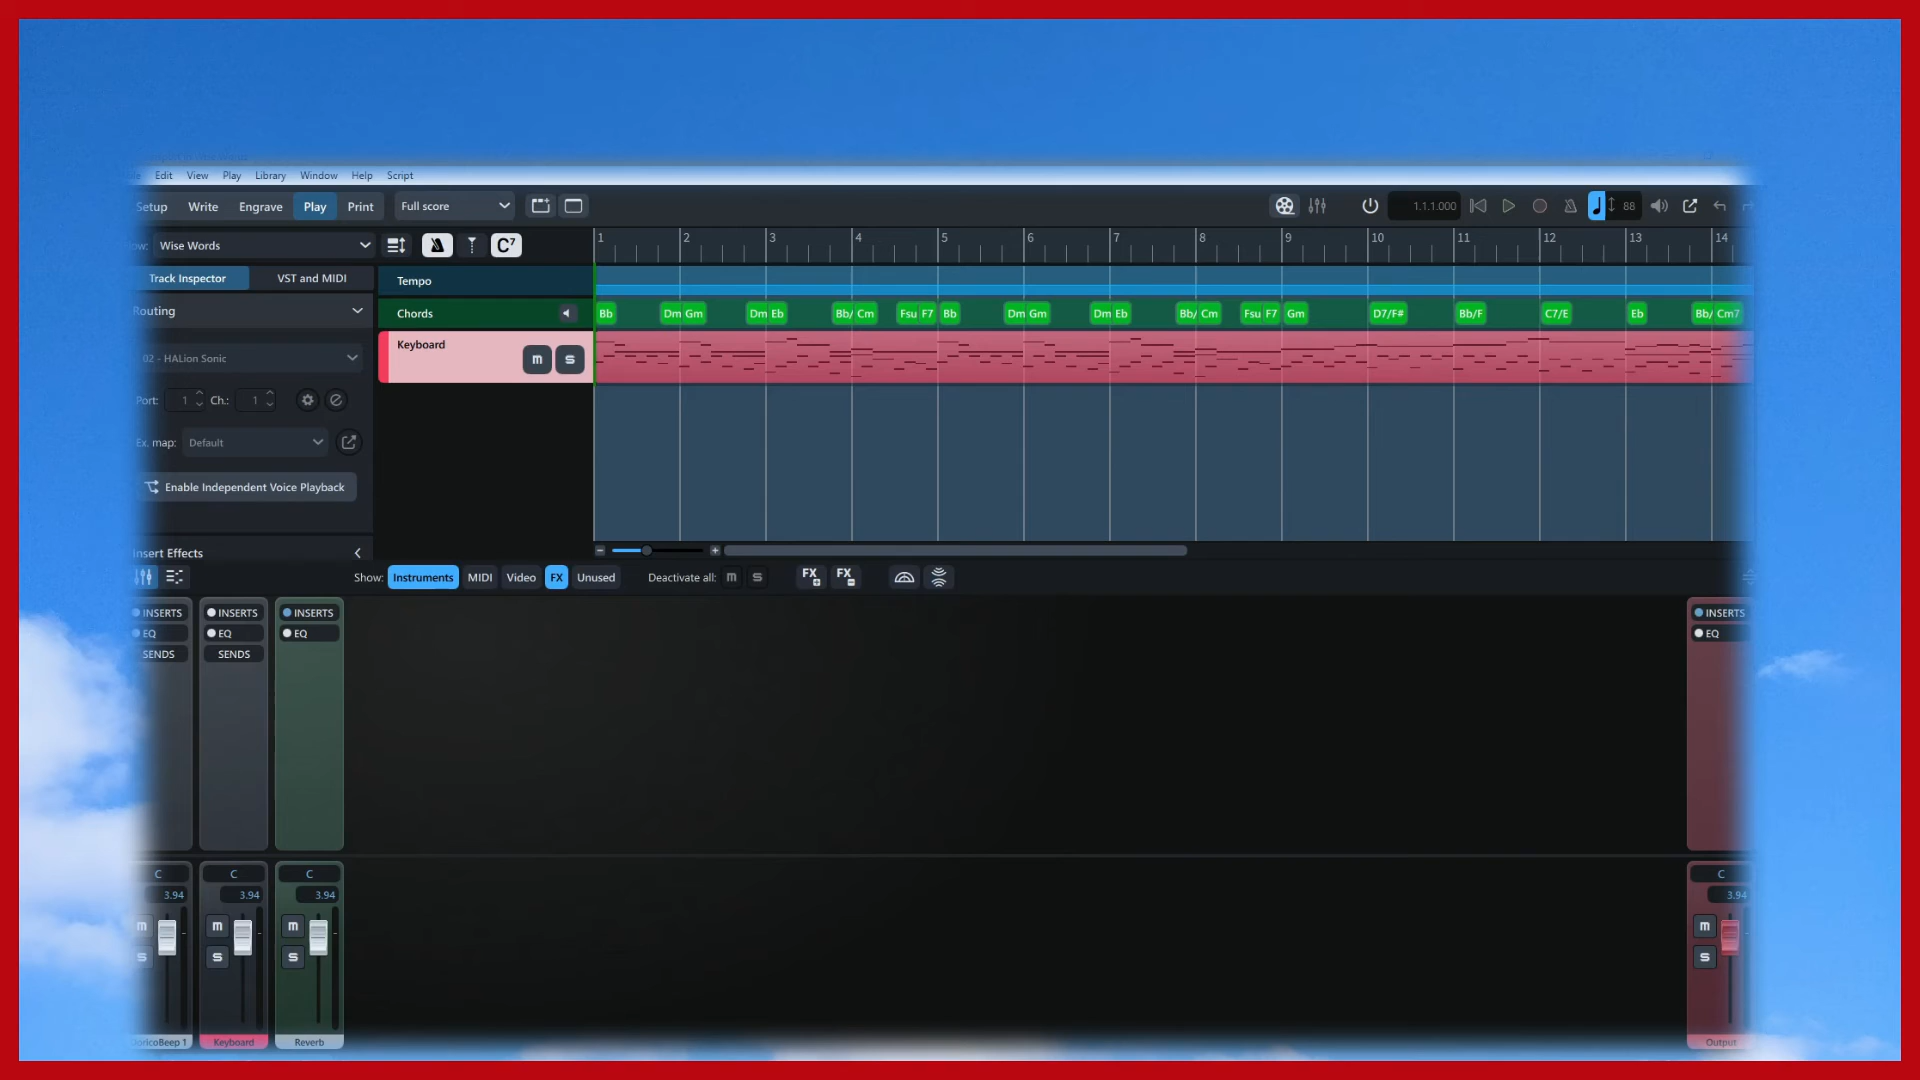 Edit View Play Library Window Help Script
Setup Write Engrave Play Print Full score 1.1.1.000 88
Wise Words C7 1 2 3 4 5 6 7 8 9 10 11 12 13 14
Track Inspector VST and MIDI Tempo
Routing Chords Bb Dm Gm Dm Eb Bb/ Cm Fsu F7 Bb Dm Gm Dm Eb Bb/ Cm Fsu F7 Gm D7/F# Bb/F C7/E Eb Bb/ Cm7
Keyboard m s
02 - HALion Sonic
Port: 1 Ch.: 1
Ex. map: Default
Enable Independent Voice Playback
Insert Effects
Show: Instruments MIDI Video FX Unused Deactivate all: m s FX FX
INSERTS INSERTS INSERTS INSERTS
EQ EQ EQ EQ
SENDS SENDS
C C C C
3.94 3.94 3.94 3.94
m m m m
s s s s
DoricoBeep 1 Keyboard Reverb Output